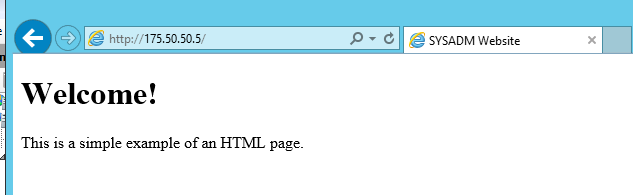 http://175.50.50.5/
SYSADM Website
Welcome!
This is a simple example of an HTML page.